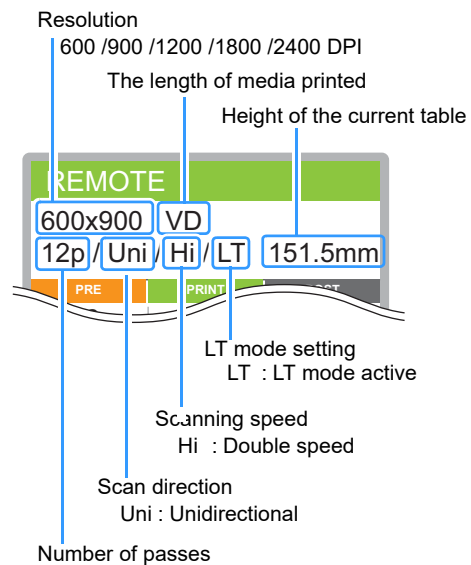 Resolution
600 /900 /1200 /1800 /2400 DPI
The length of media printed
Height of the current table
REMOTE
600x900 VD
12p / Uni / Hi / LT 151.5mm
PRE PRINT
LT mode setting
LT : LT mode active
Scanning speed
Hi : Double speed
Scan direction
Uni : Unidirectional
Number of passes